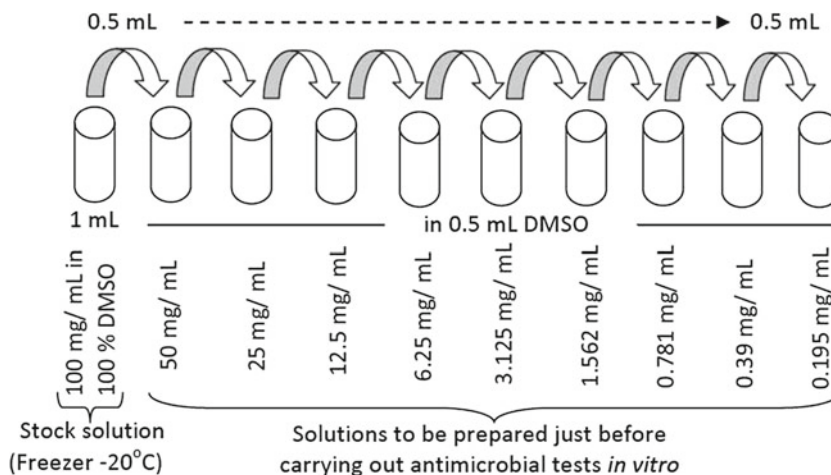 0.5 mL
0.5 mL
1 mL
in 0.5 mL DMSO
100 mg/ mL in
100 % DMSO
50 mg/ mL
25 mg/ mL
12.5 mg/ mL
6.25 mg/ mL
3.125 mg/ mL
1.562 mg/ mL
0.781 mg/ mL
0.39 mg/ mL
0.195 mg/ mL
Stock solution
(Freezer -20°C)
Solutions to be prepared just before
carrying out antimicrobial tests in vitro